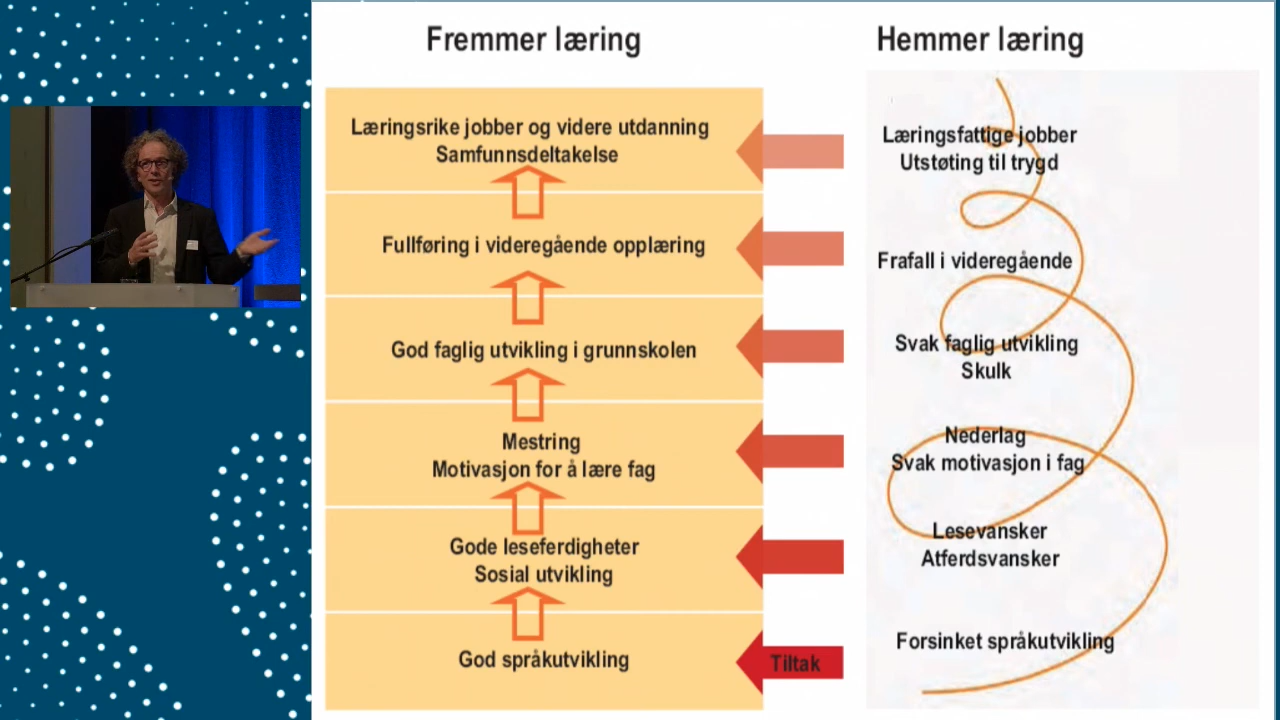 Fremmer læring
Læringsrike jobber og videre utdanning
Samfunnsdeltakelse
Fullføring i videregående opplæring
God faglig utvikling i grunnskolen
Mestring
Motivasjon for å lære fag
Gode leseferdigheter
Sosial utvikling
God språkutvikling
Tiltak
Hemmer læring
Læringsfattige jobber
Utstøting til trygd
Frafall i videregående
Svak faglig utvikling
Skulk
Nederlag
Svak motivasjon i fag
Lesevansker
Atferdsvansker
Forsinket språkutvikling